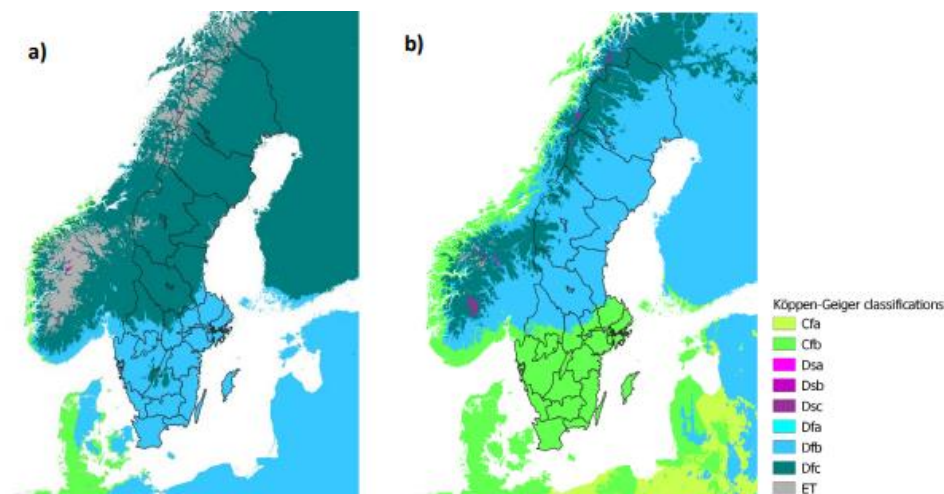 a)
b)
Köppen-Geiger classifications
Cfa
Cfb
Dsa
Dsb
Dsc
Dfa
Dfb
Dfc
ET